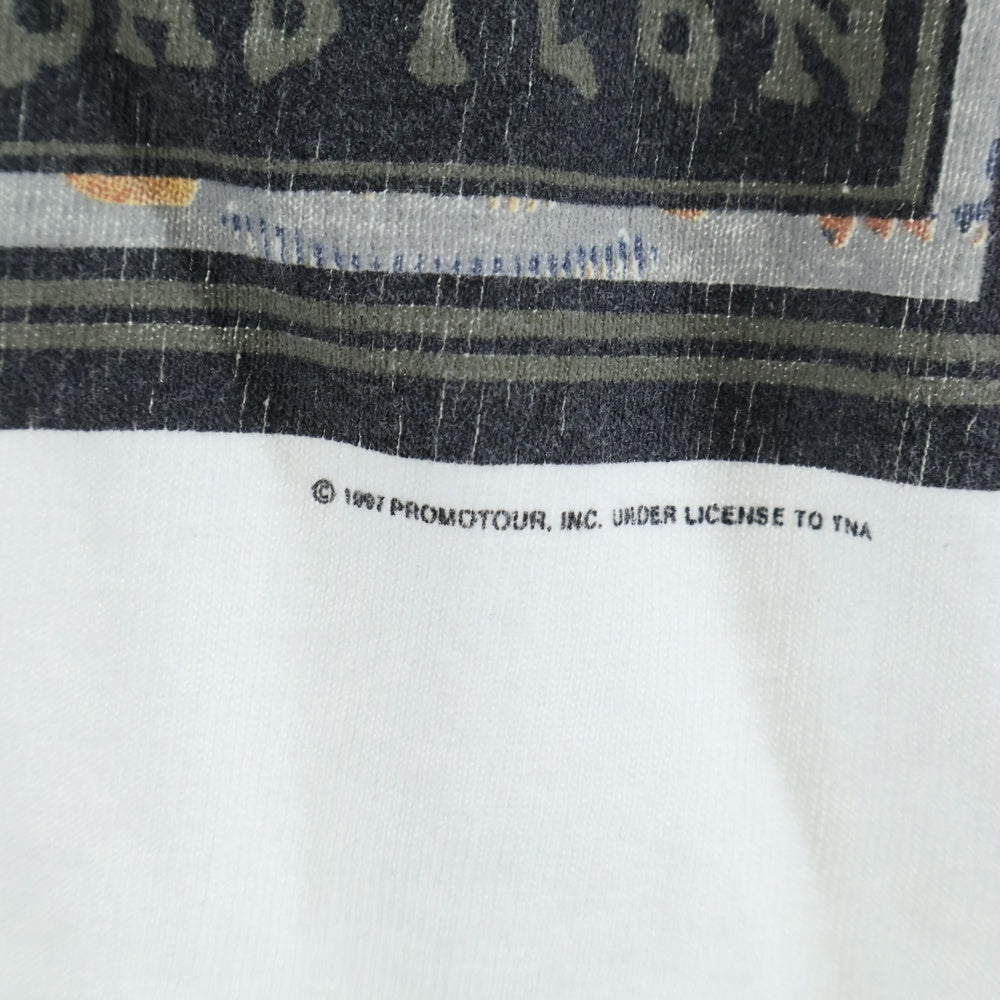 © 1997 PROMOTOUR, INC. UNDER LICENSE TO TNA